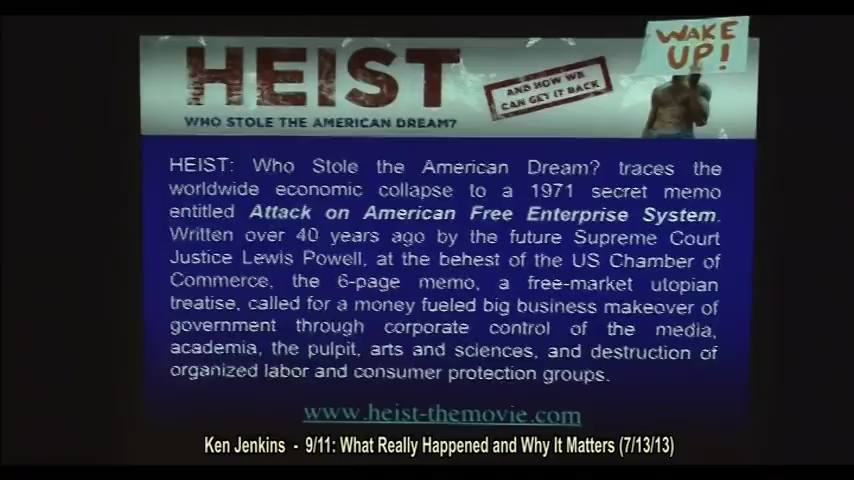 WAKE UP!
HEIST
AND HOW WE
CAN GET IT BACK
WHO STOLE THE AMERICAN DREAM?
HEIST: Who Stole the American Dream? traces the
worldwide economic collapse to a 1971 secret memo
entitled Attack on American Free Enterprise System.
Written over 40 years ago by the future Supreme Court
Justice Lewis Powell, at the behest of the US Chamber of
Commerce, the 6-page memo, a free-market utopian
treatise, called for a money fueled big business makeover of
government through corporate control of the media,
academia, the pulpit, arts and sciences, and destruction of
organized labor and consumer protection groups.
www.heist-themovie.com
Ken Jenkins - 9/11: What Really Happened and Why It Matters (7/13/13)